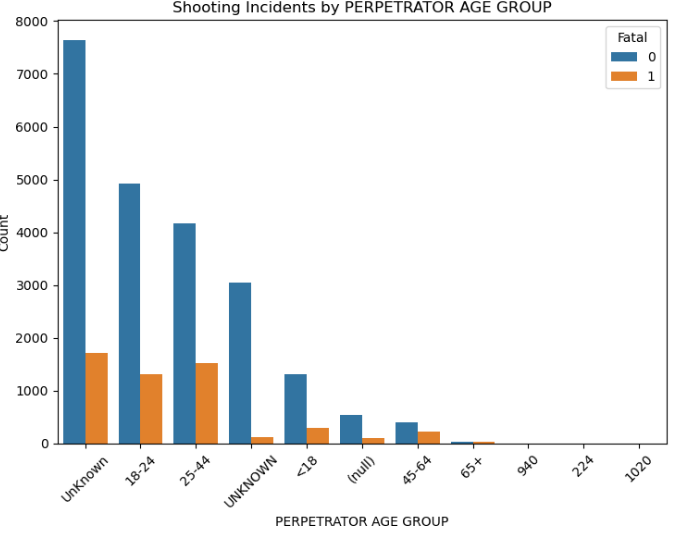 Shooting Incidents by PERPETRATOR AGE GROUP
8000
7000
6000
5000
4000
3000
2000
1000
0
Count
Fatal
0
1
UnKnown
18-24
25-44
UNKNOWN
<18
(null)
45-64
65+
940
224
1020
PERPETRATOR AGE GROUP